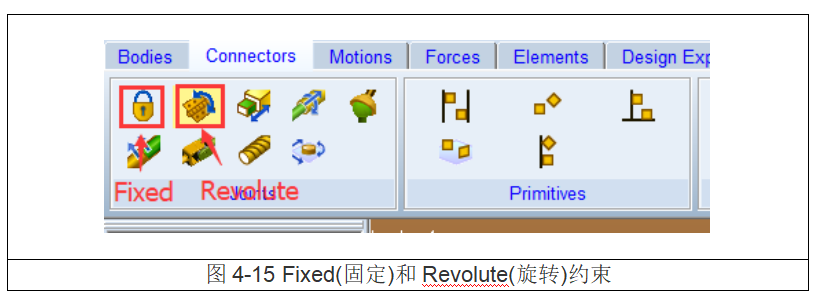 Bodies Connectors Motions Forces Elements Design Exp
Fixed Revolute
Joints Primitives
图 4-15 Fixed(固定)和 Revolute(旋转)约束